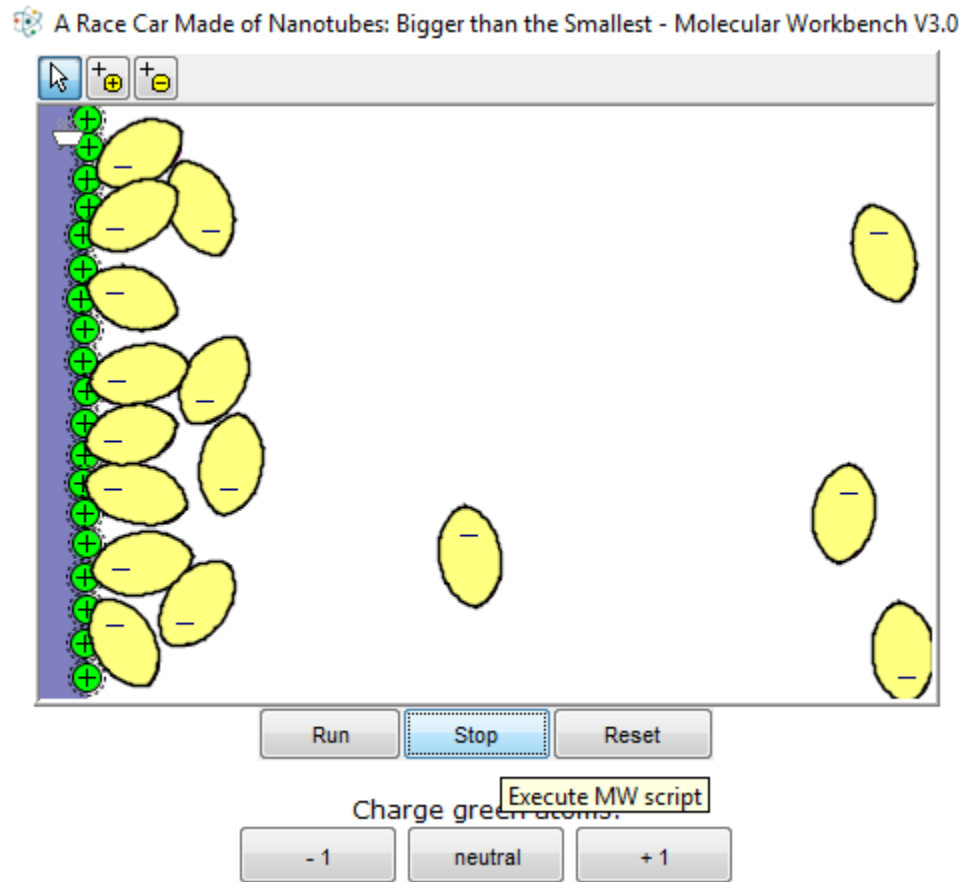 A Race Car Made of Nanotubes: Bigger than the Smallest - Molecular Workbench V3.0
Run Stop Reset
Execute MW script
Charge green atoms:
- 1 neutral + 1